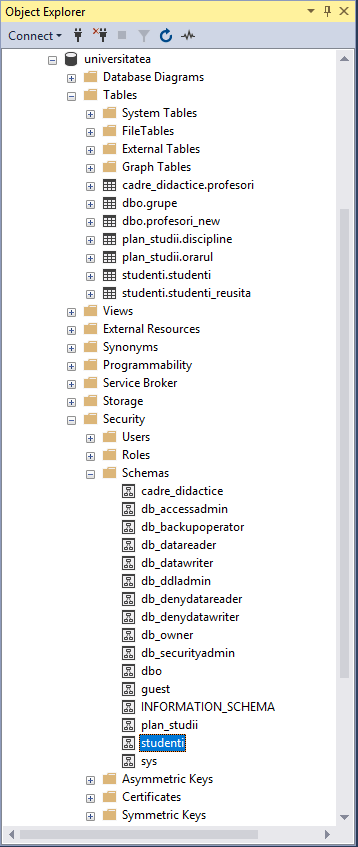 Object Explorer
Connect
universitatea
Database Diagrams
Tables
System Tables
FileTables
External Tables
Graph Tables
cadre_didactice.profesori
dbo.grupe
dbo.profesori_new
plan_studii.discipline
plan_studii.orarul
studenti.studenti
studenti.studenti_reusita
Views
External Resources
Synonyms
Programmability
Service Broker
Storage
Security
Users
Roles
Schemas
cadre_didactice
db_accessadmin
db_backupoperator
db_datareader
db_datawriter
db_ddladmin
db_denydatareader
db_denydatawriter
db_owner
db_securityadmin
dbo
guest
INFORMATION_SCHEMA
plan_studii
studenti
sys
Asymmetric Keys
Certificates
Symmetric Keys